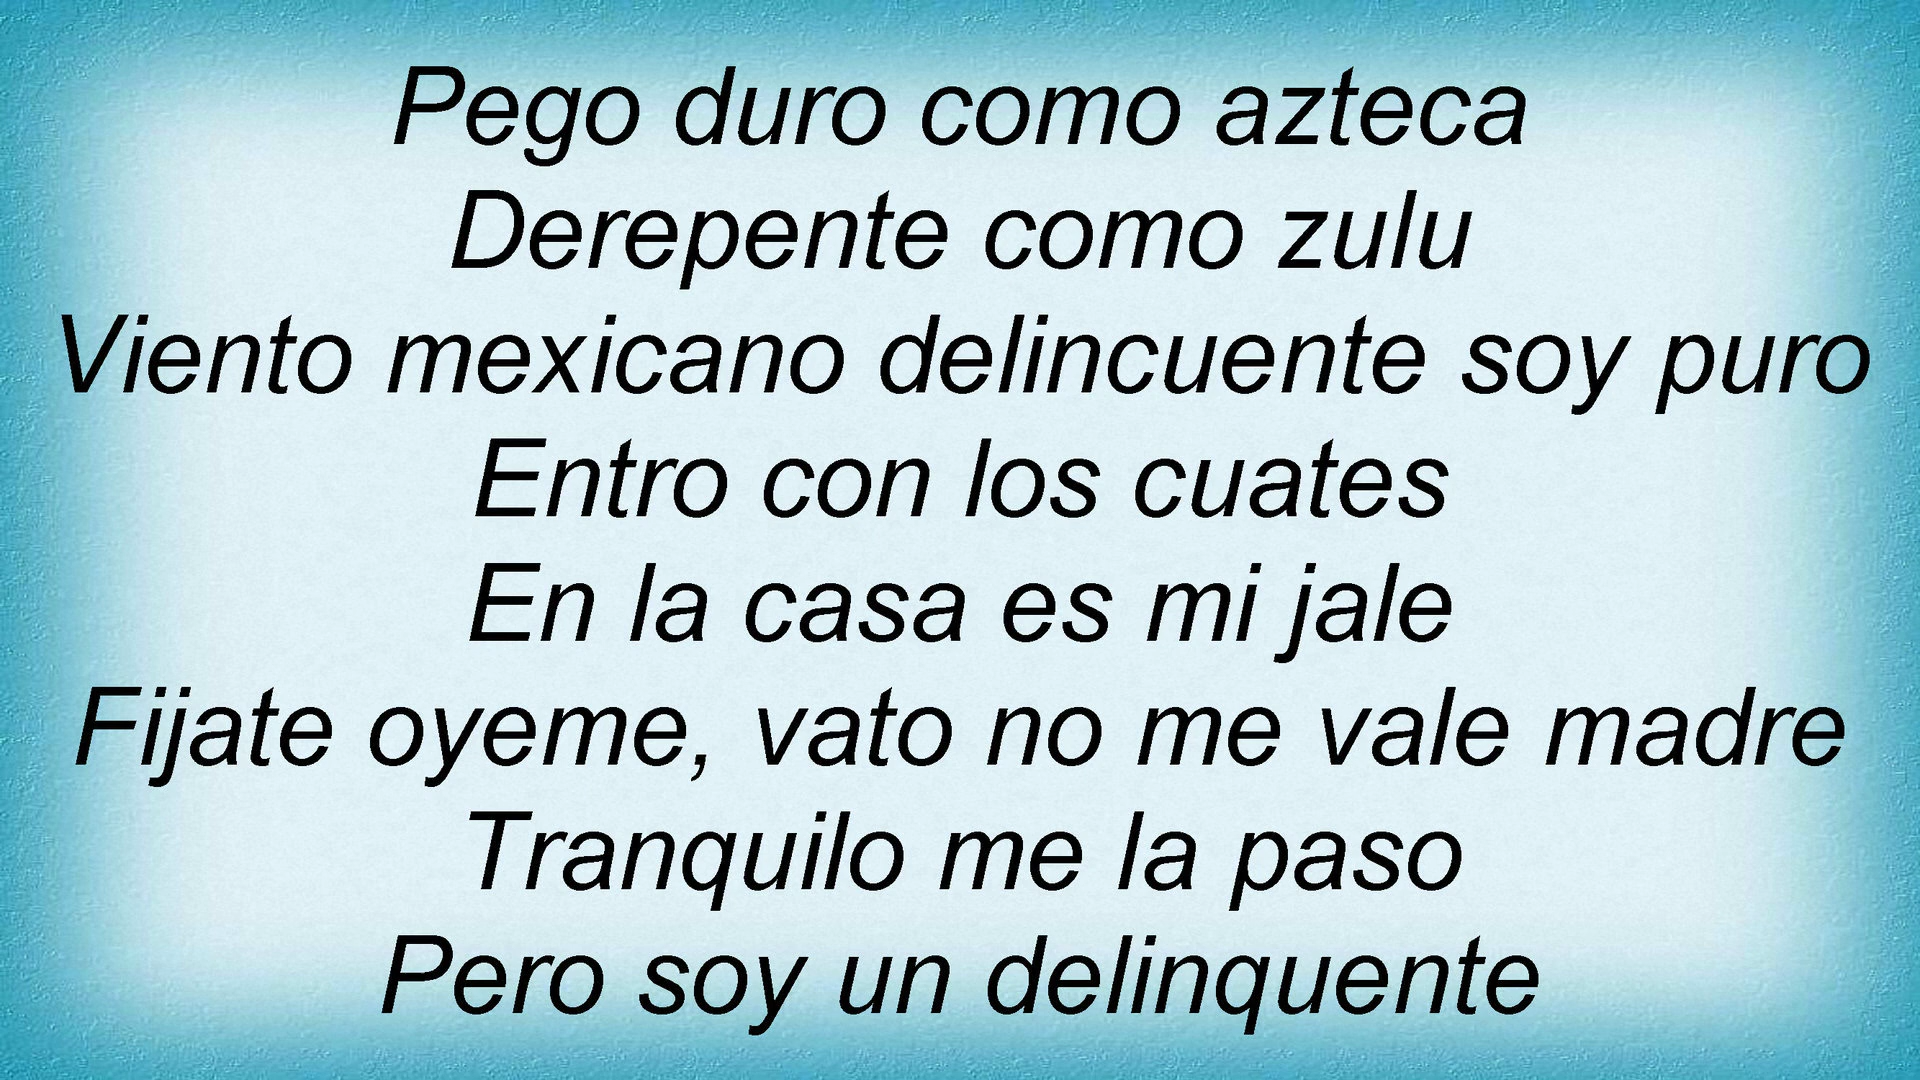 Pego duro como azteca
Derepente como zulu
Viento mexicano delincuente soy puro
Entro con los cuates
En la casa es mi jale
Fijate oyeme, vato no me vale madre
Tranquilo me la paso
Pero soy un delinquente